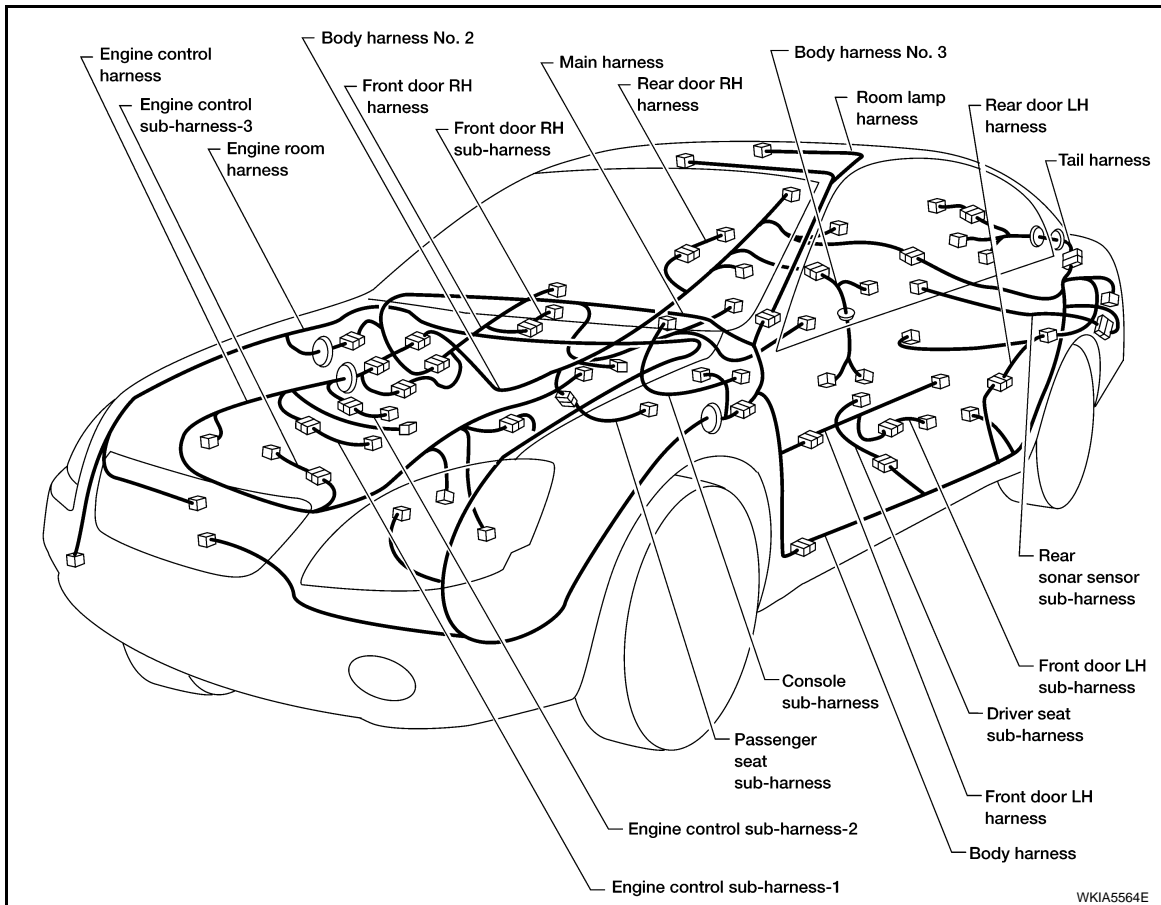 Body harness No. 2
Engine control
harness
Main harness
Body harness No. 3
Front door RH
harness
Rear door RH
harness
Room lamp
harness
Engine control
sub-harness-3
Rear door LH
harness
Front door RH
sub-harness
Engine room
harness
Tail harness
Rear
sonar sensor
sub-harness
Front door LH
sub-harness
Console
sub-harness
Driver seat
sub-harness
Passenger
seat
sub-harness
Front door LH
harness
Engine control sub-harness-2
Body harness
Engine control sub-harness-1
WKIA5564E